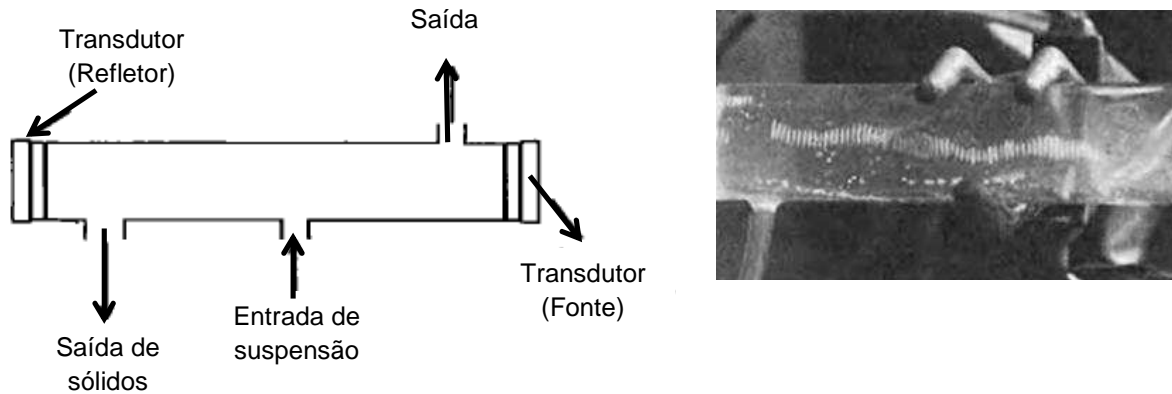 Saída
Transdutor
(Refletor)
Transdutor
(Fonte)
Entrada de
suspensão
Saída de
sólidos